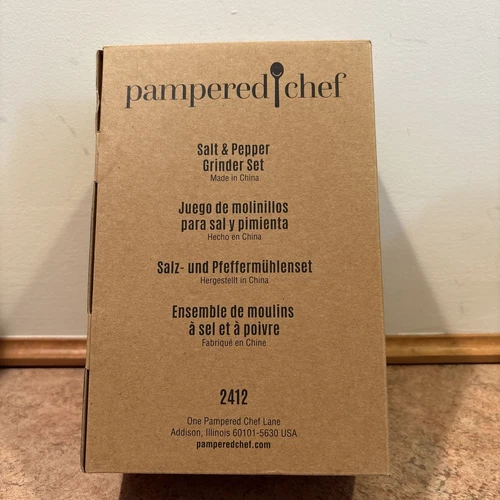 pampered chef
Salt & Pepper
Grinder Set
Made in China
Juego de molinillos
para sal y pimienta
Hecho en China
Salz- und Pfeffermühlenset
Hergestellt in China
Ensemble de moulins
à sel et à poivre
Fabriqué en Chine
2412
One Pampered Chef Lane
Addison, Illinois 60101-5630 USA
pamperedchef.com